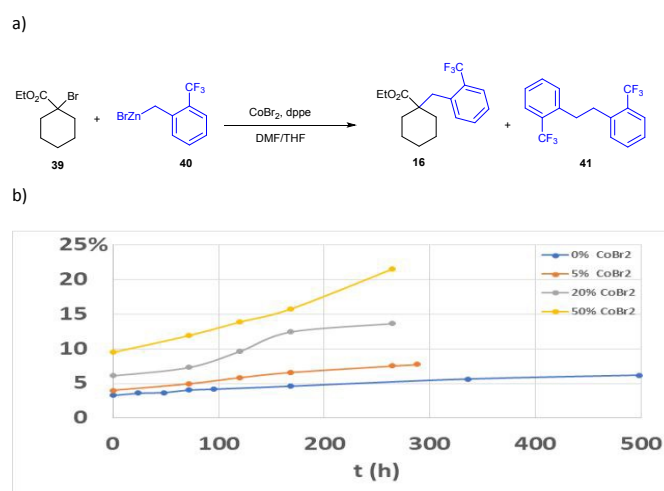 a)
EtO₂C
Br
+
BrZn
CF₃
CoBr₂, dppe
DMF/THF
EtO₂C
F₃C
+
CF₃
CF₃
39
40
16
41
b)
25%
20
15
10
5
0
0% CoBr2
5% CoBr2
20% CoBr2
50% CoBr2
0
100
200
300
400
500
t (h)